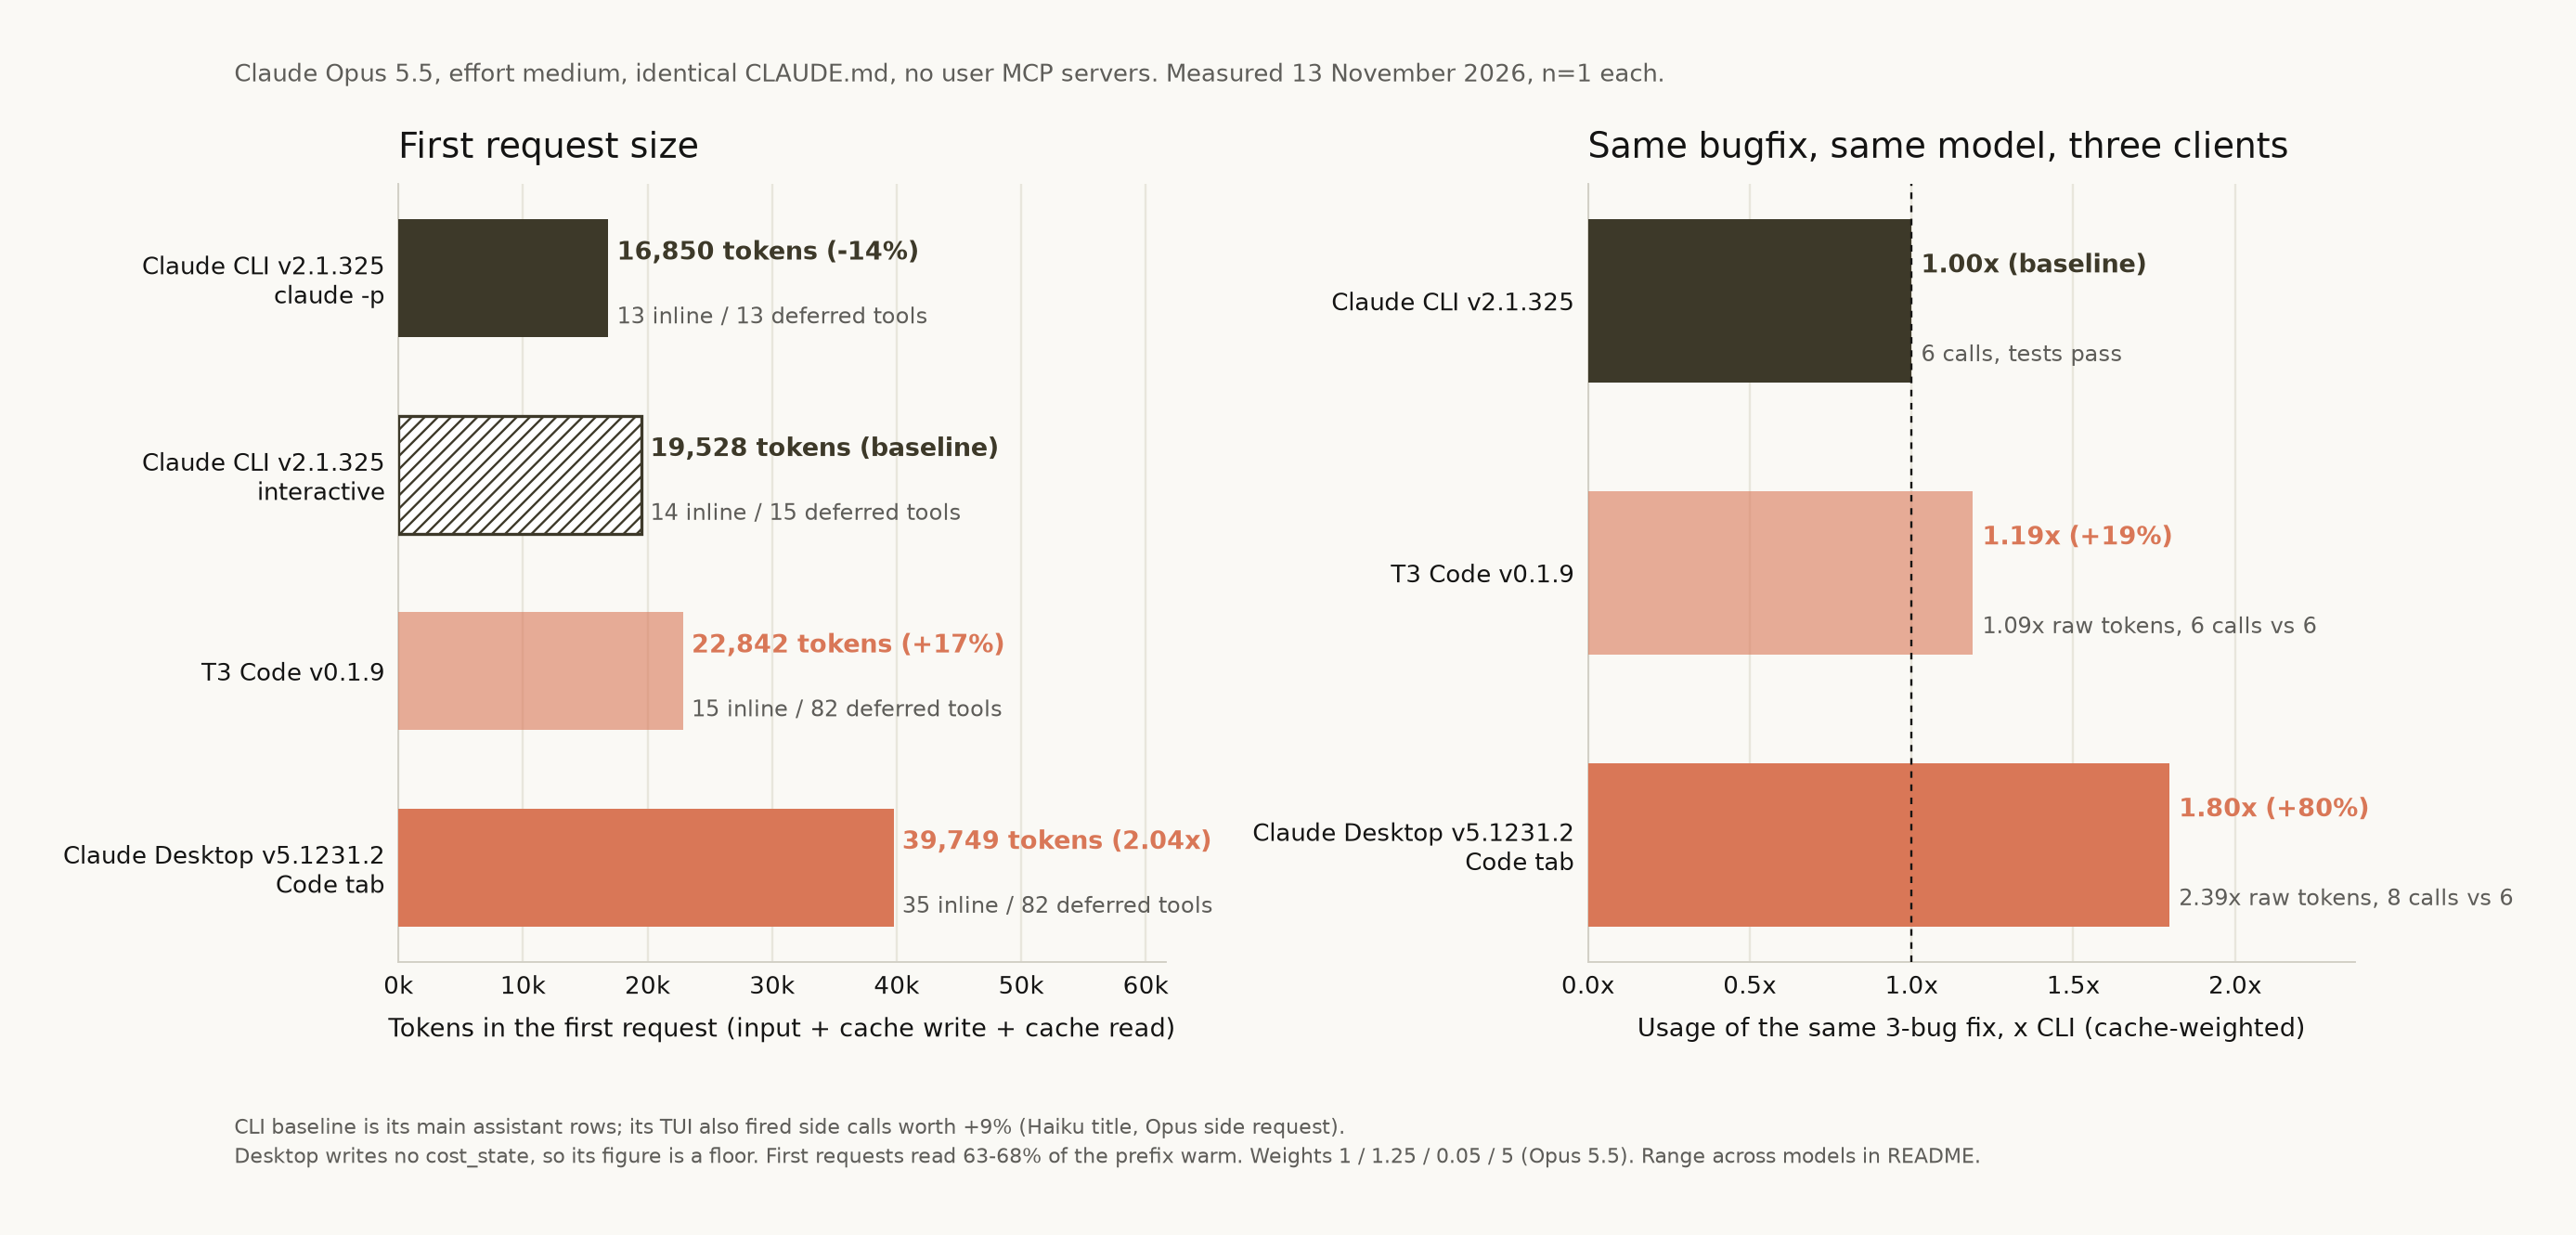 Claude Opus 5.5, effort medium, identical CLAUDE.md, no user MCP servers. Measured 13 November 2026, n=1 each.
First request size
Claude CLI v2.1.325
claude -p
16,850 tokens (-14%)
13 inline / 13 deferred tools
Claude CLI v2.1.325
interactive
19,528 tokens (baseline)
14 inline / 15 deferred tools
T3 Code v0.1.9
22,842 tokens (+17%)
15 inline / 82 deferred tools
Claude Desktop v5.1231.2
Code tab
39,749 tokens (2.04x)
35 inline / 82 deferred tools
0k 10k 20k 30k 40k 50k 60k
Tokens in the first request (input + cache write + cache read)
Same bugfix, same model, three clients
Claude CLI v2.1.325
1.00x (baseline)
6 calls, tests pass
T3 Code v0.1.9
1.19x (+19%)
1.09x raw tokens, 6 calls vs 6
Claude Desktop v5.1231.2
Code tab
1.80x (+80%)
2.39x raw tokens, 8 calls vs 6
0.0x 0.5x 1.0x 1.5x 2.0x
Usage of the same 3-bug fix, x CLI (cache-weighted)
CLI baseline is its main assistant rows; its TUI also fired side calls worth +9% (Haiku title, Opus side request).
Desktop writes no cost_state, so its figure is a floor. First requests read 63-68% of the prefix warm. Weights 1 / 1.25 / 0.05 / 5 (Opus 5.5). Range across models in README.